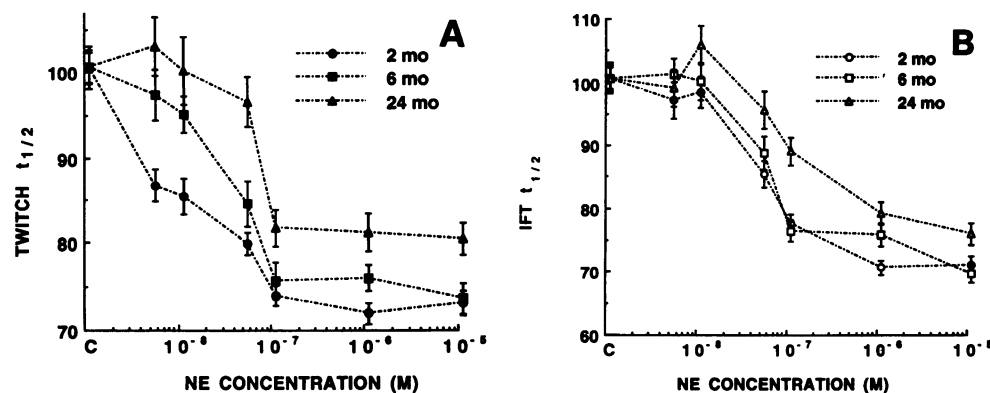 A
2 mo
6 mo
24 mo
100
90
80
70
TWITCH t1/2
C 10-8 10-7 10-6 10-5
NE CONCENTRATION (M)
B
2 mo
6 mo
24 mo
110
100
90
80
70
60
IFT t1/2
C 10-8 10-7 10-6 10-5
NE CONCENTRATION (M)